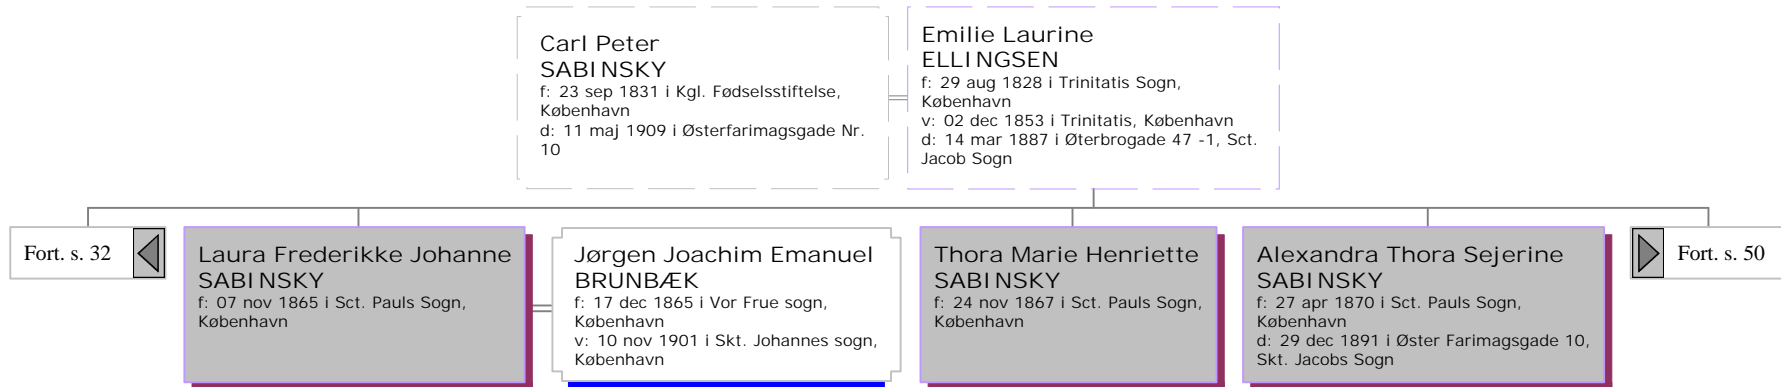 Carl Peter
SABINSKY
f: 23 sep 1831 i Kgl. Fødselsstiftelse,
København
d: 11 maj 1909 i Østerfarimagsgade Nr.
10
Emilie Laurine
ELLINGSEN
f: 29 aug 1828 i Trinitatis Sogn,
København
v: 02 dec 1853 i Trinitatis, København
d: 14 mar 1887 i Øterbrogade 47 -1, Sct.
Jacob Sogn
Fort. s. 32
Laura Frederikke Johanne
SABINSKY
f: 07 nov 1865 i Sct. Pauls Sogn,
København
Jørgen Joachim Emanuel
BRUNBÆK
f: 17 dec 1865 i Vor Frue sogn,
København
v: 10 nov 1901 i Skt. Johannes sogn,
København
Thora Marie Henriette
SABINSKY
f: 24 nov 1867 i Sct. Pauls Sogn,
København
Alexandra Thora Sejerine
SABINSKY
f: 27 apr 1870 i Sct. Pauls Sogn,
København
d: 29 dec 1891 i Øster Farimagsgade 10,
Skt. Jacobs Sogn
Fort. s. 50